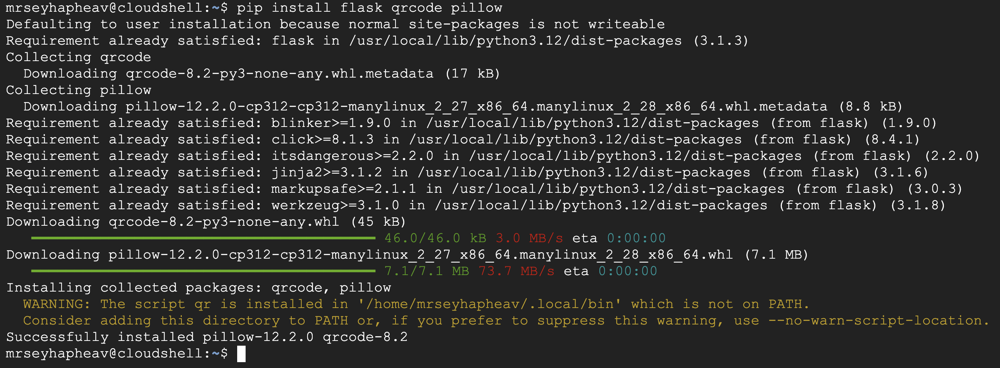 mrseyhapheav@cloudshell:~$ pip install flask qrcode pillow
Defaulting to user installation because normal site-packages is not writeable
Requirement already satisfied: flask in /usr/local/lib/python3.12/dist-packages (3.1.3)
Collecting qrcode
  Downloading qrcode-8.2-py3-none-any.whl.metadata (17 kB)
Collecting pillow
  Downloading pillow-12.2.0-cp312-cp312-manylinux_2_27_x86_64.manylinux_2_28_x86_64.whl.metadata (8.8 kB)
Requirement already satisfied: blinker>=1.9.0 in /usr/local/lib/python3.12/dist-packages (from flask) (1.9.0)
Requirement already satisfied: click>=8.1.3 in /usr/local/lib/python3.12/dist-packages (from flask) (8.4.1)
Requirement already satisfied: itsdangerous>=2.2.0 in /usr/local/lib/python3.12/dist-packages (from flask) (2.2.0)
Requirement already satisfied: jinja2>=3.1.2 in /usr/local/lib/python3.12/dist-packages (from flask) (3.1.6)
Requirement already satisfied: markupsafe>=2.1.1 in /usr/local/lib/python3.12/dist-packages (from flask) (3.0.3)
Requirement already satisfied: werkzeug>=3.1.0 in /usr/local/lib/python3.12/dist-packages (from flask) (3.1.8)
Downloading qrcode-8.2-py3-none-any.whl (45 kB)
46.0/46.0 kB 3.0 MB/s eta 0:00:00
Downloading pillow-12.2.0-cp312-cp312-manylinux_2_27_x86_64.manylinux_2_28_x86_64.whl (7.1 MB)
7.1/7.1 MB 73.7 MB/s eta 0:00:00
Installing collected packages: qrcode, pillow
  WARNING: The script qr is installed in '/home/mrseyhapheav/.local/bin' which is not on PATH.
  Consider adding this directory to PATH or, if you prefer to suppress this warning, use --no-warn-script-location.
Successfully installed pillow-12.2.0 qrcode-8.2
mrseyhapheav@cloudshell:~$